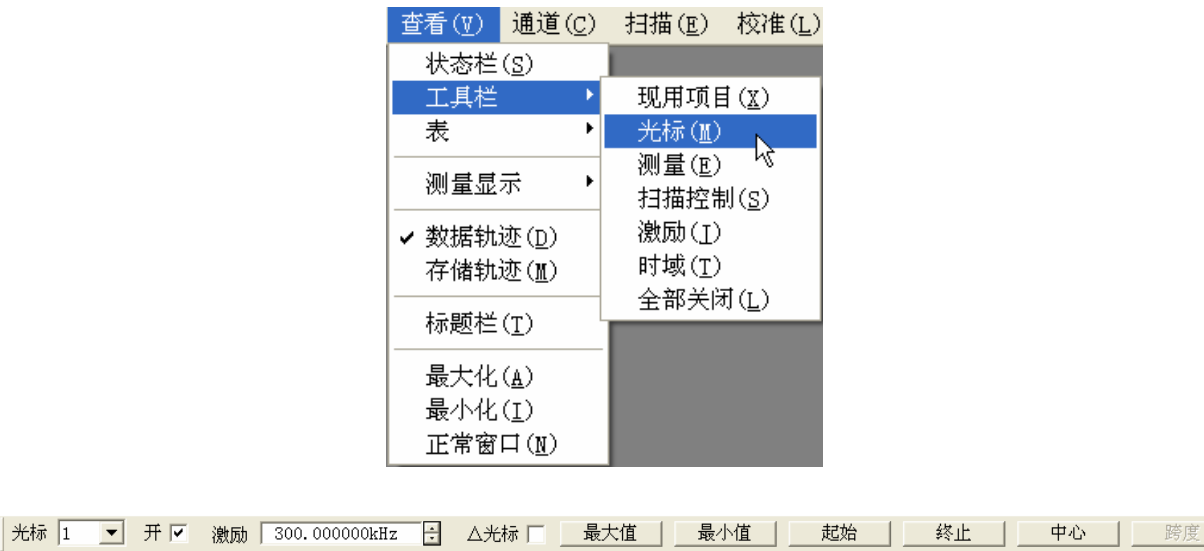 查看(V) 通道(C) 扫描(E) 校准(L)
状态栏(S)
工具栏
表
测量显示
数据轨迹(D)
存储轨迹(M)
标题栏(T)
最大化(A)
最小化(I)
正常窗口(N)
现用项目(X)
光标(M)
测量(E)
扫描控制(S)
激励(I)
时域(T)
全部关闭(L)
光标 1 开 激励 300.000000kHz △光标 最大值 最小值 起始 终止 中心 跨度